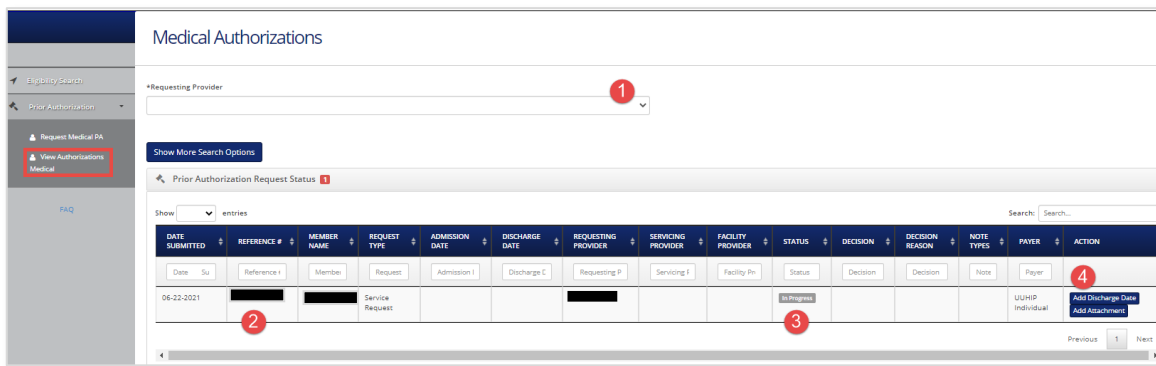 Medical Authorizations
Eligibility Search
Prior Authorization
Request Medical PA
View Authorizations
Medical
FAQ
*Requesting Provider
1
Show More Search Options
Prior Authorization Request Status 1
Show entries
Search: Search...
DATE SUBMITTED REFERENCE # MEMBER NAME REQUEST TYPE ADMISSION DATE DISCHARGE DATE REQUESTING PROVIDER SERVICING PROVIDER FACILITY PROVIDER STATUS DECISION DECISION REASON NOTE TYPES PAYER ACTION
Date Su Reference Member Request Admission Discharge Requesting P Servicing Facility Pr Status Decision Decision Note Payer
4
06-22-2021 Service Request In Progress UUHIP Individual Add Discharge Date
Add Attachment
2
3
Previous 1 Next